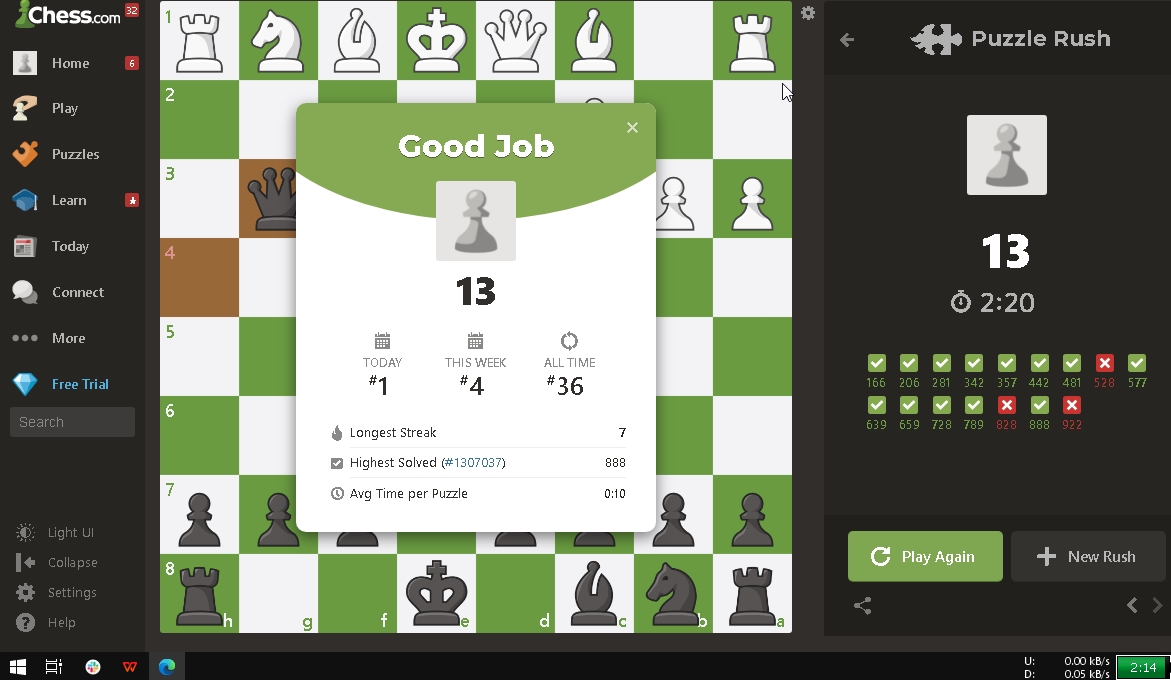 Chess.com
32
Home
6
Play
Puzzles
Learn
Today
Connect
More
Free Trial
Search
Light UI
Collapse
Settings
Help
1
2
3
4
5
6
7
8
h
g
f
e
d
c
b
a
Good Job
×
13
TODAY
#1
THIS WEEK
#4
ALL TIME
#36
Longest Streak 7
Highest Solved (#1307037) 888
Avg Time per Puzzle 0:10
Puzzle Rush
13
2:20
166 206 281 342 357 442 481 528 577
639 659 728 789 828 888 922
Play Again
New Rush
U: 0.00 kB/s
D: 0.05 kB/s
2:14